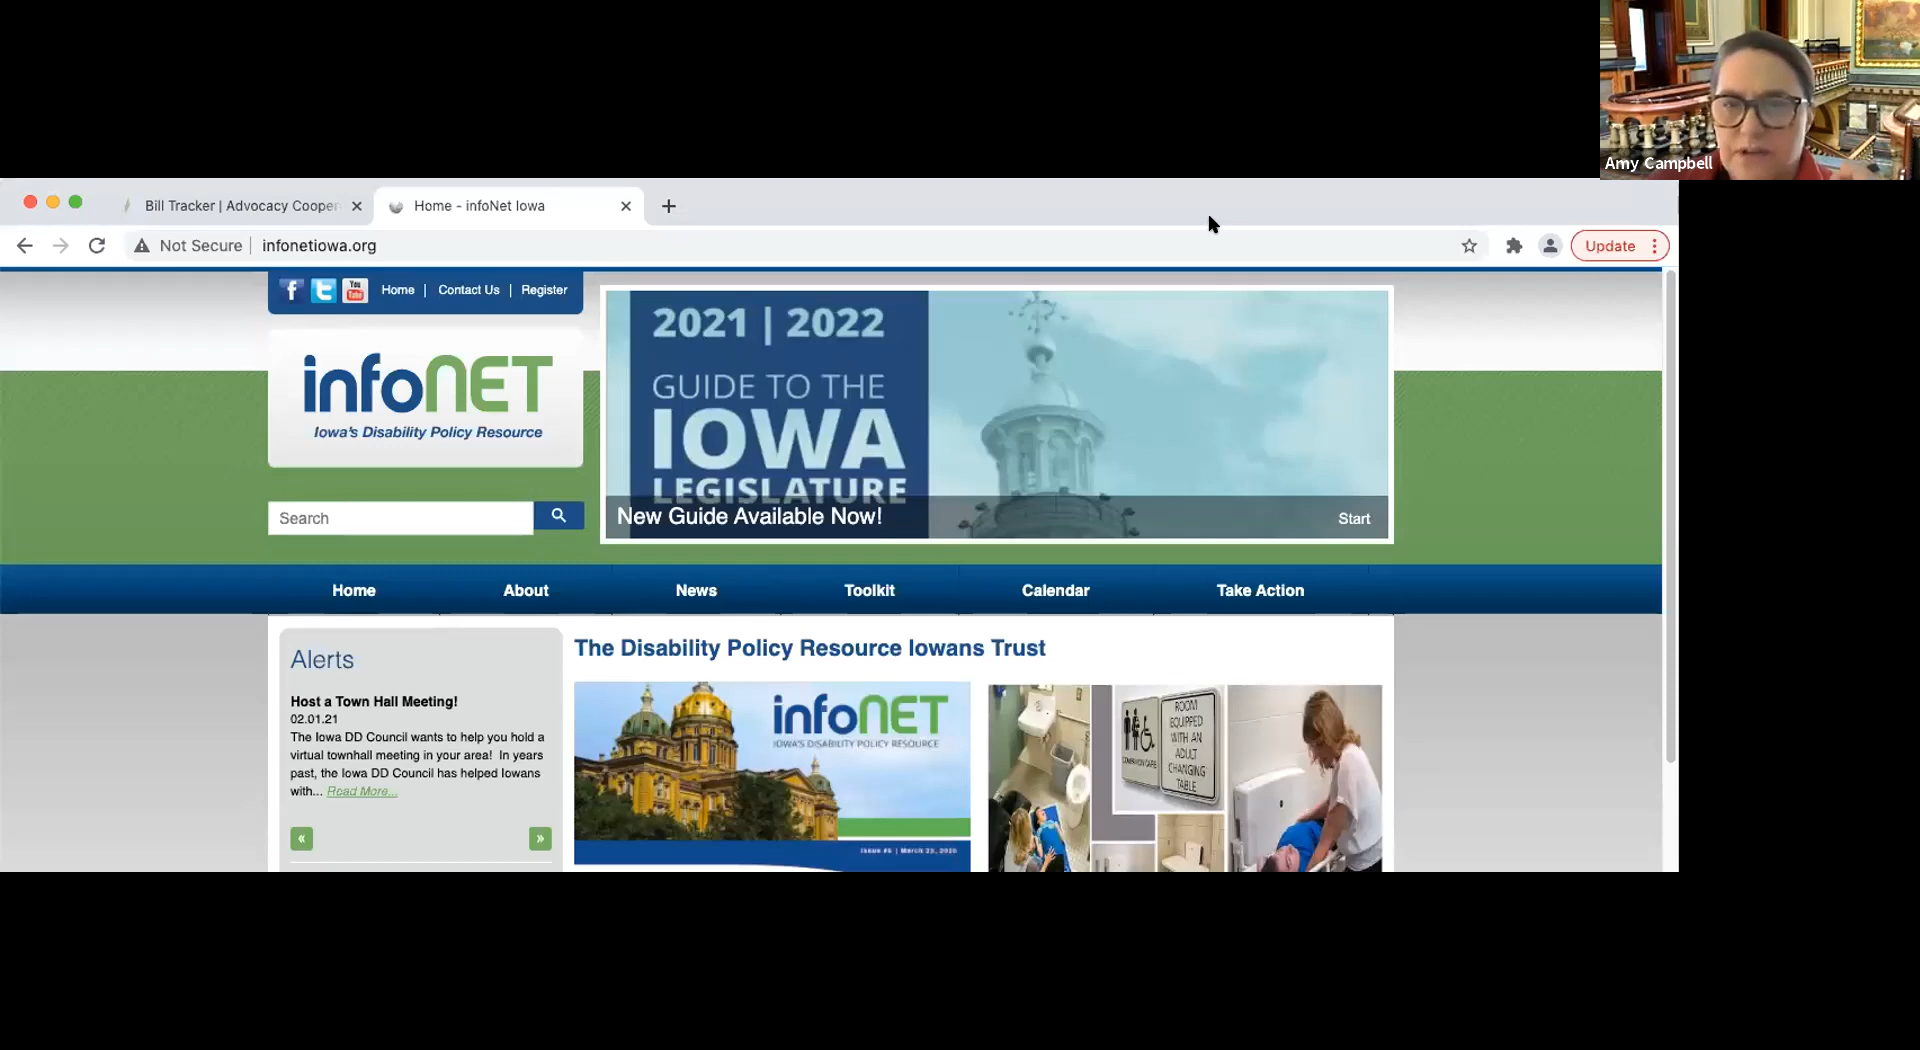 Amy Campbell
Bill Tracker | Advocacy Cooper
Home - infoNet Iowa
Not Secure
infonetiowa.org
Update
You
Tube
Home | Contact Us | Register
infoNET
Iowa's Disability Policy Resource
Search
2021 | 2022
GUIDE TO THE
IOWA
LEGISLATURE
New Guide Available Now!
Start
Home
About
News
Toolkit
Calendar
Take Action
Alerts
Host a Town Hall Meeting!
02.01.21
The Iowa DD Council wants to help you hold a
virtual townhall meeting in your area! In years
past, the Iowa DD Council has helped Iowans
with... Read More...
«
»
The Disability Policy Resource Iowans Trust
infoNET
IOWA'S DISABILITY POLICY RESOURCE
ROOM
EQUIPPED
WITH AN
ADULT
CHANGING
TABLE